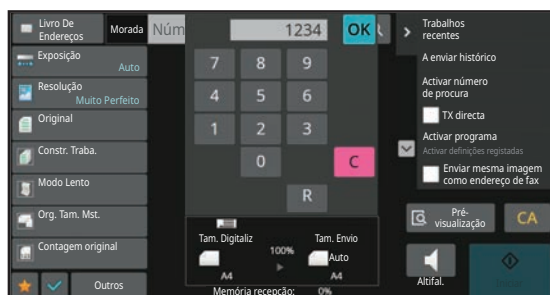 Livro De
Endereços
Morada
Núm
1234
OK
Trabalhos
recentes
A enviar histórico
Activar número
de procura
TX directa
Activar programa
Activar definições registadas
Enviar mesma imagem
como endereço de fax
Exposição
Auto
Resolução
Muito Perfeito
Original
Constr. Traba.
Modo Lento
Org. Tam. Mst.
Contagem original
Outros
7
8
9
4
5
6
1
2
3
0
C
R
Tam. Digitaliz
100%
Tam. Envio
Auto
A4
A4
Memória recepção:
0%
Pré-
visualização
CA
Altifal.